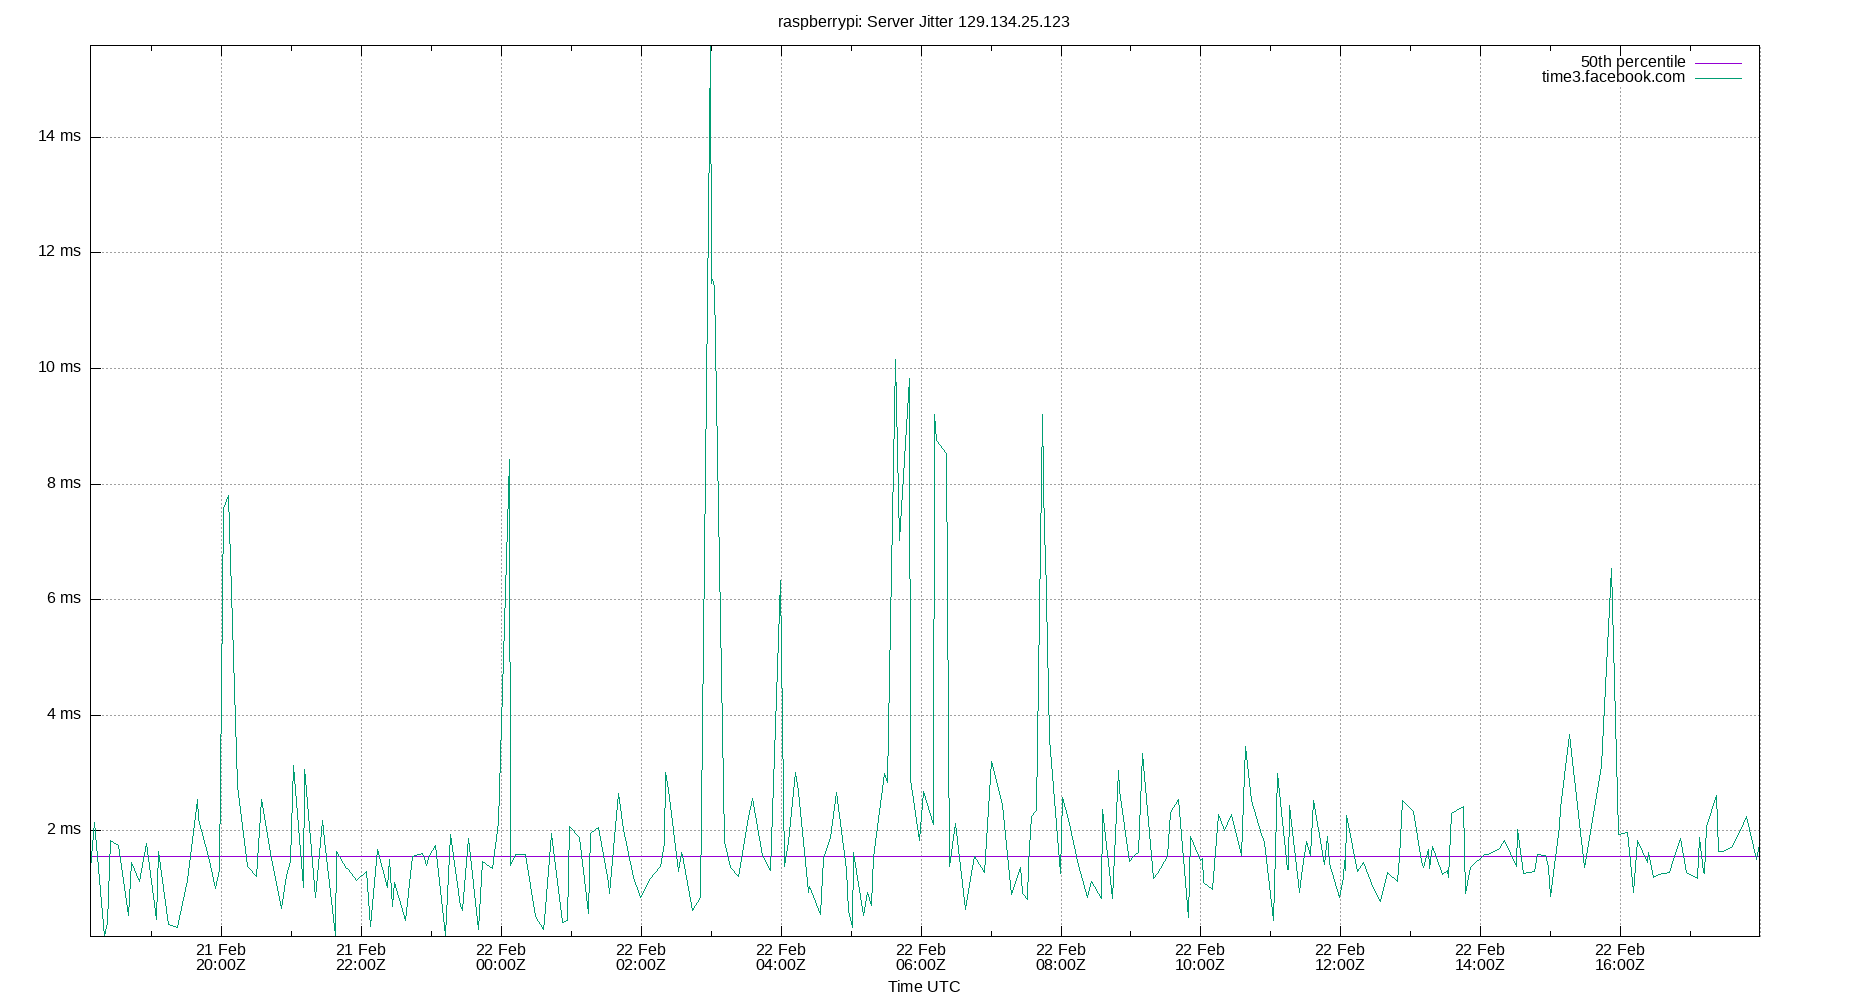 raspberrypi: Server Jitter 129.134.25.123
50th percentile
time3.facebook.com
14 ms
12 ms
10 ms
8 ms
6 ms
4 ms
2 ms
21 Feb 21 Feb 22 Feb 22 Feb 22 Feb 22 Feb 22 Feb 22 Feb 22 Feb 22 Feb 22 Feb
20:00Z 22:00Z 00:00Z 02:00Z 04:00Z 06:00Z 08:00Z 10:00Z 12:00Z 14:00Z 16:00Z
Time UTC